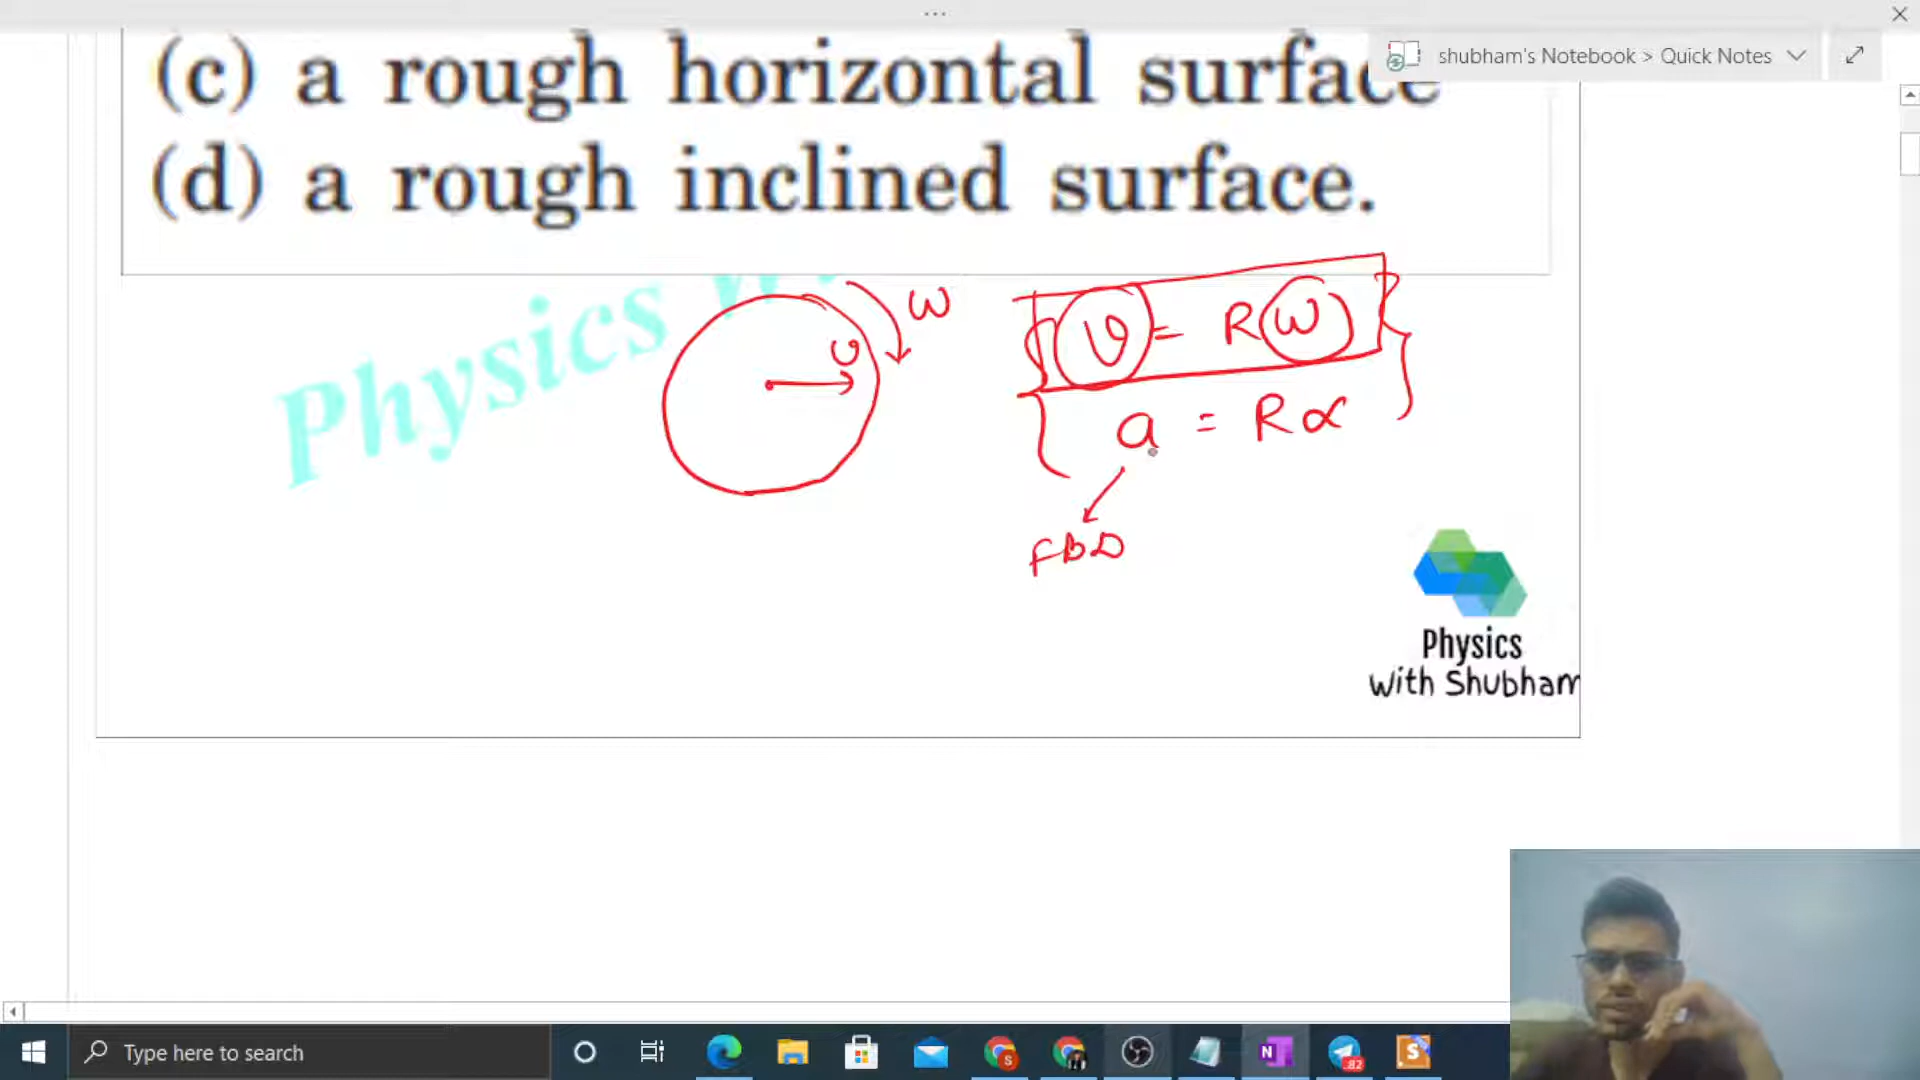 (c) a rough horizontal surface
shubham's Notebook > Quick Notes
(d) a rough inclined surface.
Physics W
ω
υ
υ = Rω
a = Rα
FBD
Physics
With Shubham
Type here to search